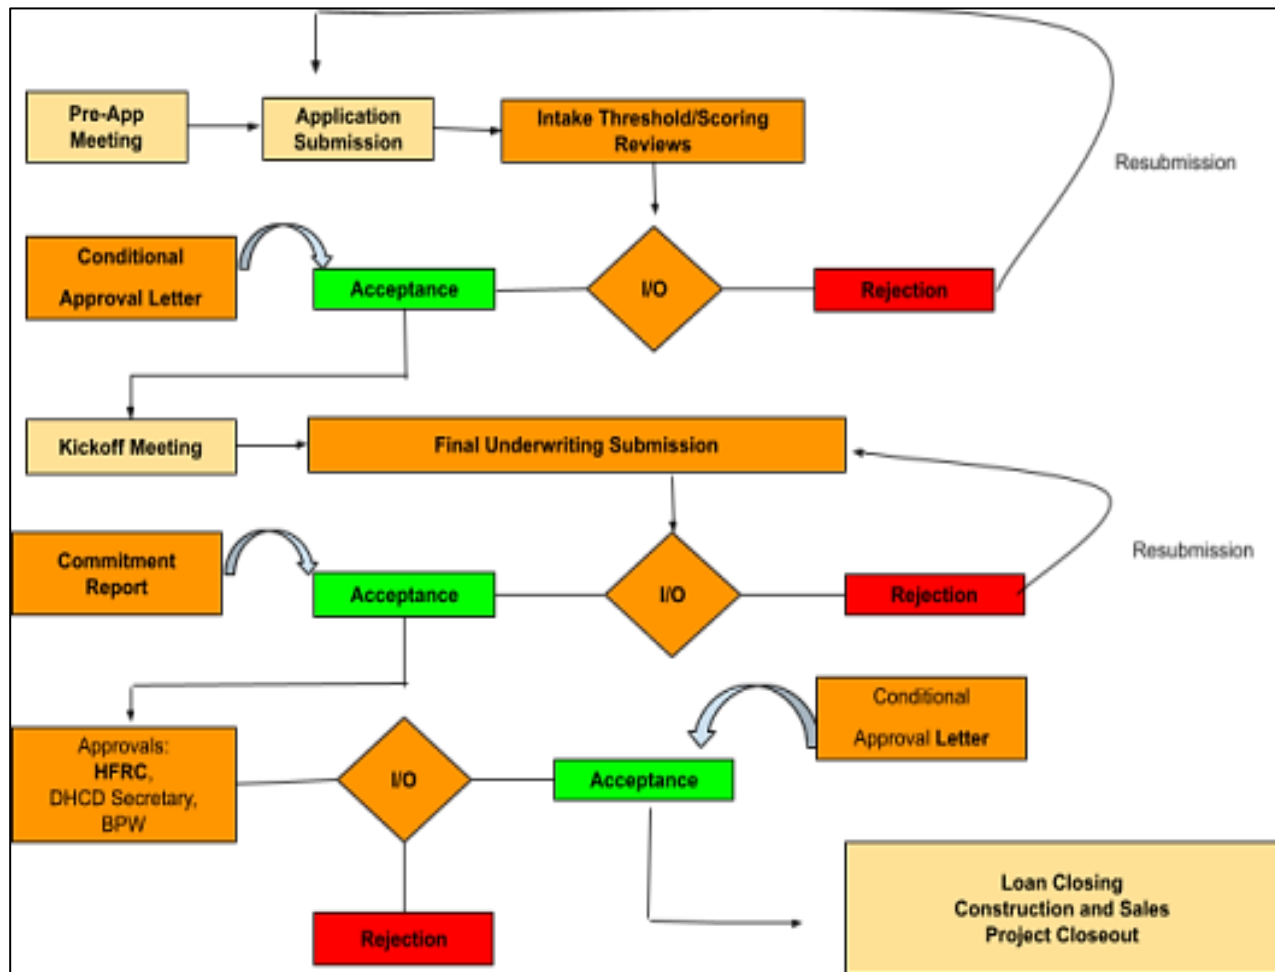 Pre-App
Meeting
Application
Submission
Intake Threshold/Scoring
Reviews
Resubmission
Conditional
Approval Letter
Acceptance
I/O
Rejection
Kickoff Meeting
Final Underwriting Submission
Resubmission
Commitment
Report
Acceptance
I/O
Rejection
Conditional
Approval Letter
Approvals:
HFRC,
DHCD Secretary,
BPW
I/O
Acceptance
Rejection
Loan Closing
Construction and Sales
Project Closeout